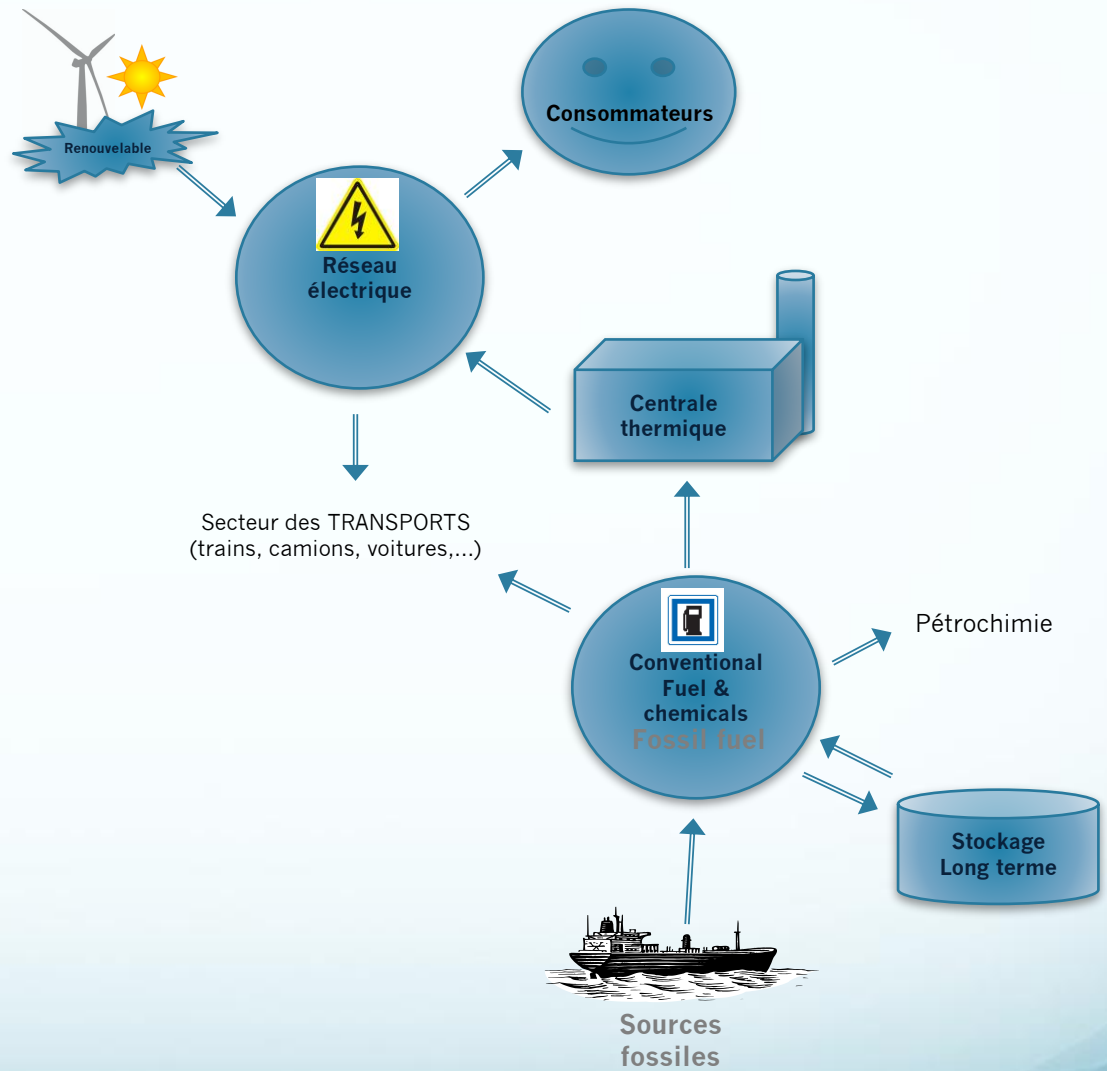 Renouvelable
Consommateurs
Réseau
électrique
Centrale
thermique
Secteur des TRANSPORTS
(trains, camions, voitures,...)
Conventional
Fuel &
chemicals
Fossil fuel
Pétrochimie
Stockage
Long terme
Sources
fossiles